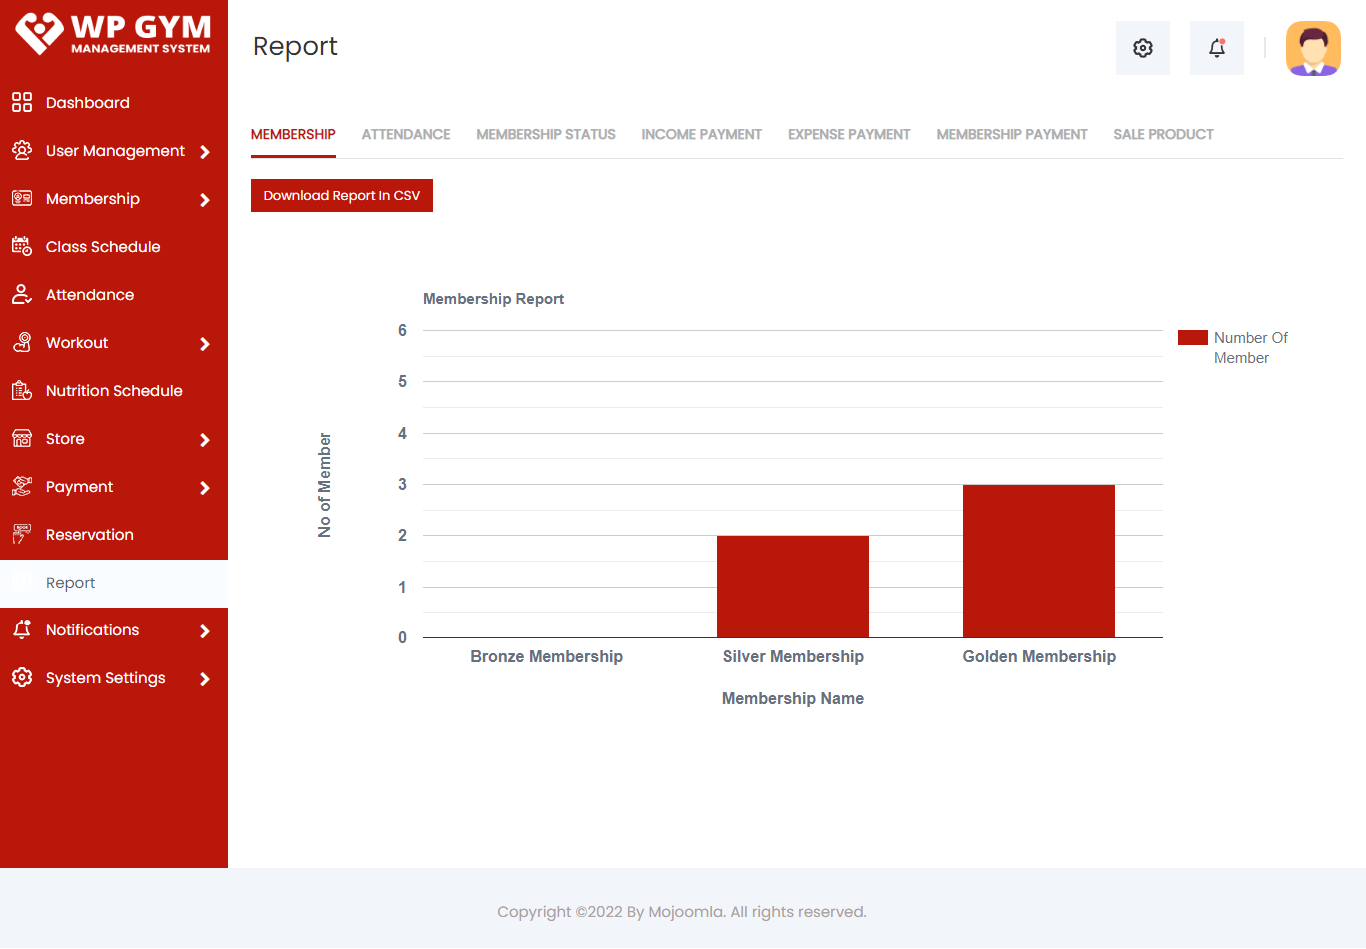 WP GYM
MANAGEMENT SYSTEM
Dashboard
User Management
Membership
Class Schedule
Attendance
Workout
Nutrition Schedule
Store
Payment
Reservation
Report
Notifications
System Settings
Report
MEMBERSHIP ATTENDANCE MEMBERSHIP STATUS INCOME PAYMENT EXPENSE PAYMENT MEMBERSHIP PAYMENT SALE PRODUCT
Download Report In CSV
Membership Report
6
5
4
3
2
1
0
No of Member
Number Of
Member
Bronze Membership Silver Membership Golden Membership
Membership Name
Copyright ©2022 By Mojoomla. All rights reserved.